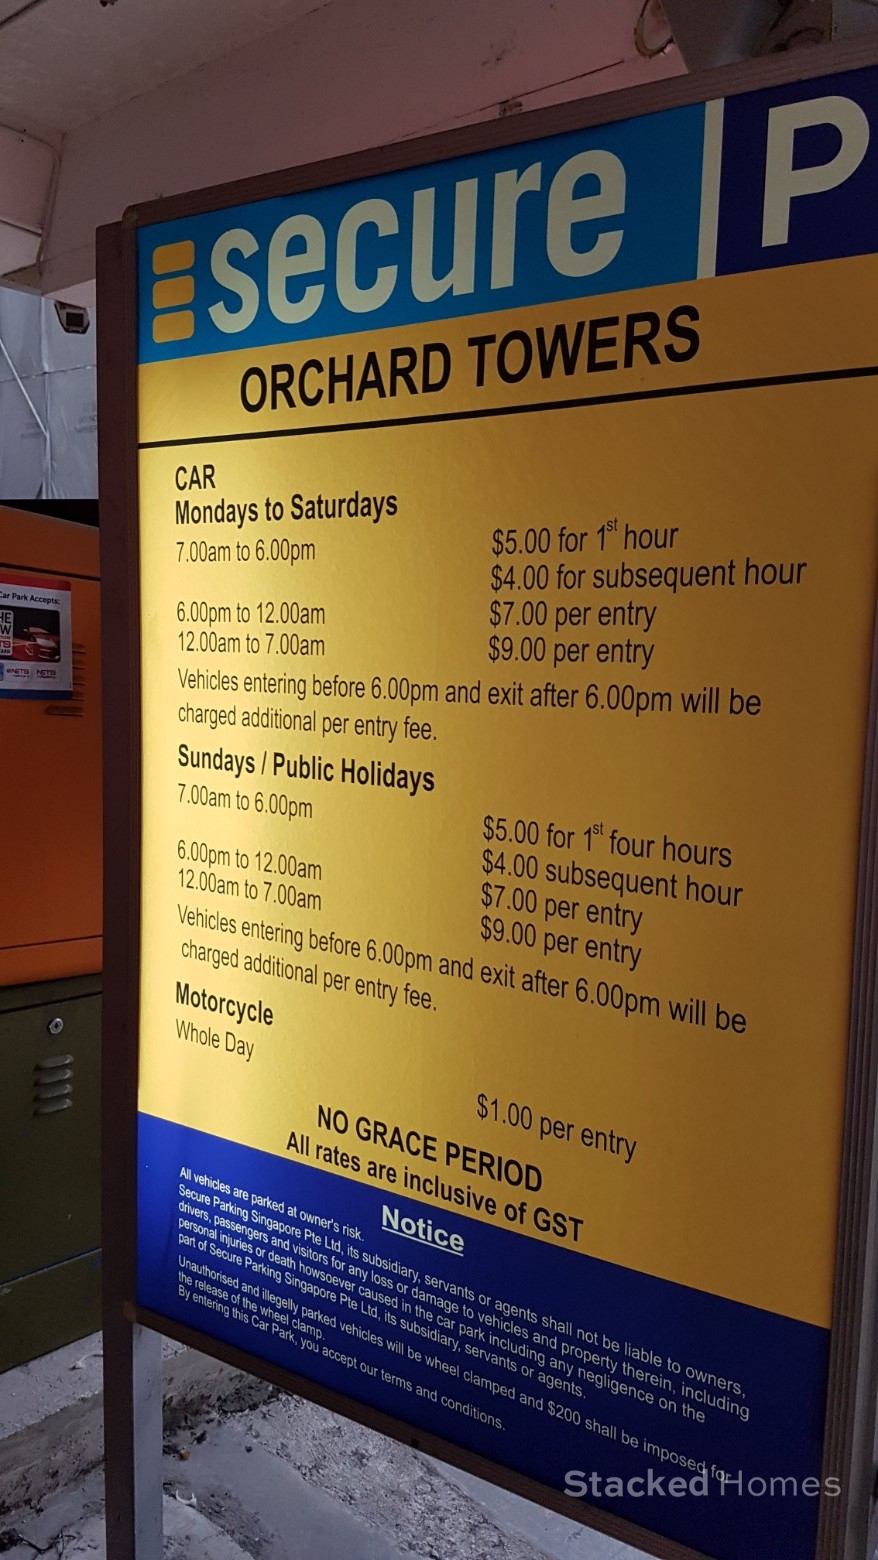 secure P
ORCHARD TOWERS
CAR
Mondays to Saturdays
7.00am to 6.00pm $5.00 for 1st hour
$4.00 for subsequent hour
6.00pm to 12.00am $7.00 per entry
12.00am to 7.00am $9.00 per entry
Vehicles entering before 6.00pm and exit after 6.00pm will be
charged additional per entry fee.
Sundays / Public Holidays
7.00am to 6.00pm $5.00 for 1st four hours
$4.00 subsequent hour
6.00pm to 12.00am $7.00 per entry
12.00am to 7.00am $9.00 per entry
Vehicles entering before 6.00pm and exit after 6.00pm will be
charged additional per entry fee.
Motorcycle
Whole Day $1.00 per entry
NO GRACE PERIOD
All rates are inclusive of GST
Notice
All vehicles are parked at owner's risk.
Secure Parking Singapore Pte Ltd, its subsidiary, servants or agents shall not be liable to owners,
drivers, passengers and visitors for any loss or damage to vehicles and property therein, including
personal injuries or death howsoever caused in the car park including any negligence on the
part of Secure Parking Singapore Pte Ltd, its subsidiary, servants or agents.
Unauthorised and illegelly parked vehicles will be wheel clamped and $200 shall be imposed for
the release of the wheel clamp.
By entering this Car Park, you accept our terms and conditions.
Car Park Accepts:
NETS
Stacked Homes